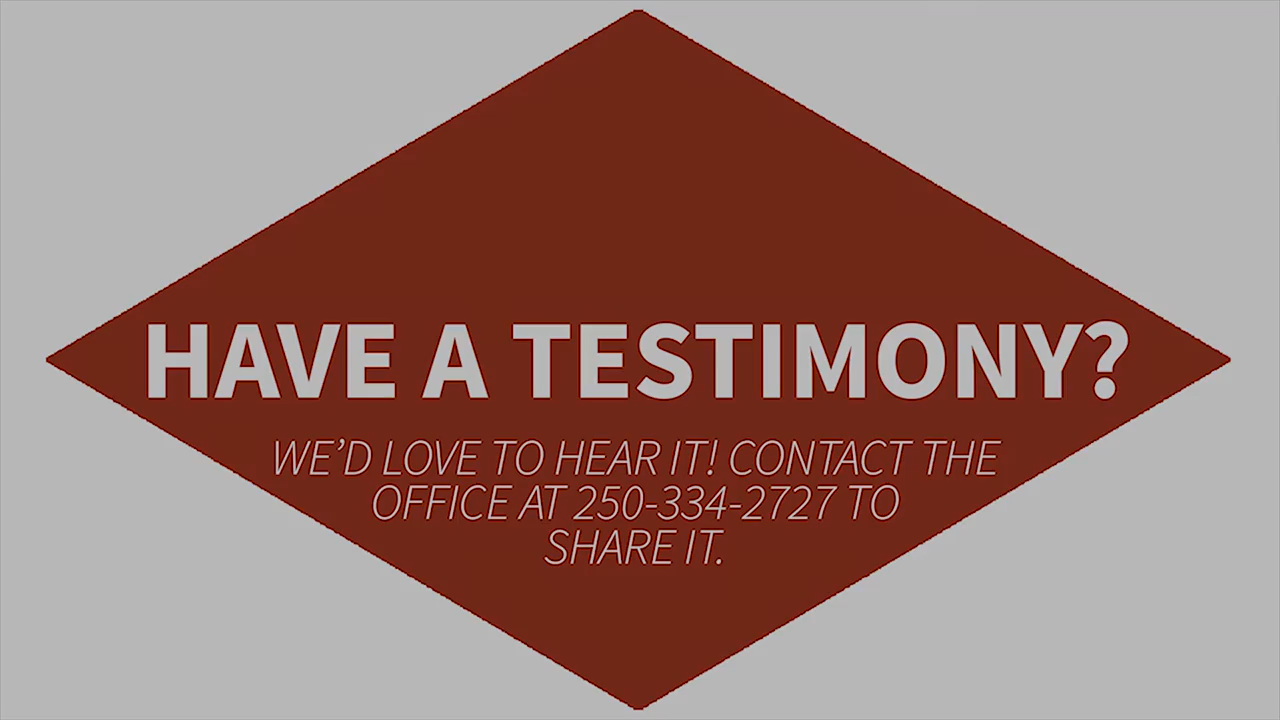 HAVE A TESTIMONY?
WE’D LOVE TO HEAR IT! CONTACT THE
OFFICE AT 250-334-2727 TO
SHARE IT.